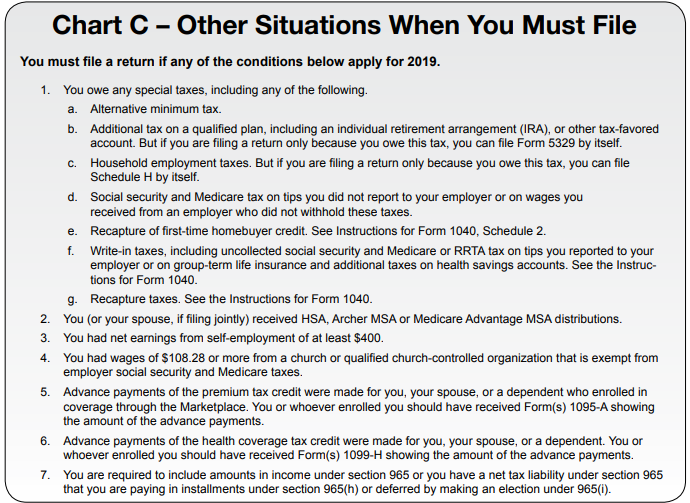 Chart C – Other Situations When You Must File
You must file a return if any of the conditions below apply for 2019.
1. You owe any special taxes, including any of the following.
a. Alternative minimum tax.
b. Additional tax on a qualified plan, including an individual retirement arrangement (IRA), or other tax-favored
account. But if you are filing a return only because you owe this tax, you can file Form 5329 by itself.
c. Household employment taxes. But if you are filing a return only because you owe this tax, you can file
Schedule H by itself.
d. Social security and Medicare tax on tips you did not report to your employer or on wages you
received from an employer who did not withhold these taxes.
e. Recapture of first-time homebuyer credit. See Instructions for Form 1040, Schedule 2.
f. Write-in taxes, including uncollected social security and Medicare or RRTA tax on tips you reported to your
employer or on group-term life insurance and additional taxes on health savings accounts. See the Instruc-
tions for Form 1040.
g. Recapture taxes. See the Instructions for Form 1040.
2. You (or your spouse, if filing jointly) received HSA, Archer MSA or Medicare Advantage MSA distributions.
3. You had net earnings from self-employment of at least $400.
4. You had wages of $108.28 or more from a church or qualified church-controlled organization that is exempt from
employer social security and Medicare taxes.
5. Advance payments of the premium tax credit were made for you, your spouse, or a dependent who enrolled in
coverage through the Marketplace. You or whoever enrolled you should have received Form(s) 1095-A showing
the amount of the advance payments.
6. Advance payments of the health coverage tax credit were made for you, your spouse, or a dependent. You or
whoever enrolled you should have received Form(s) 1099-H showing the amount of the advance payments.
7. You are required to include amounts in income under section 965 or you have a net tax liability under section 965
that you are paying in installments under section 965(h) or deferred by making an election under 965(i).